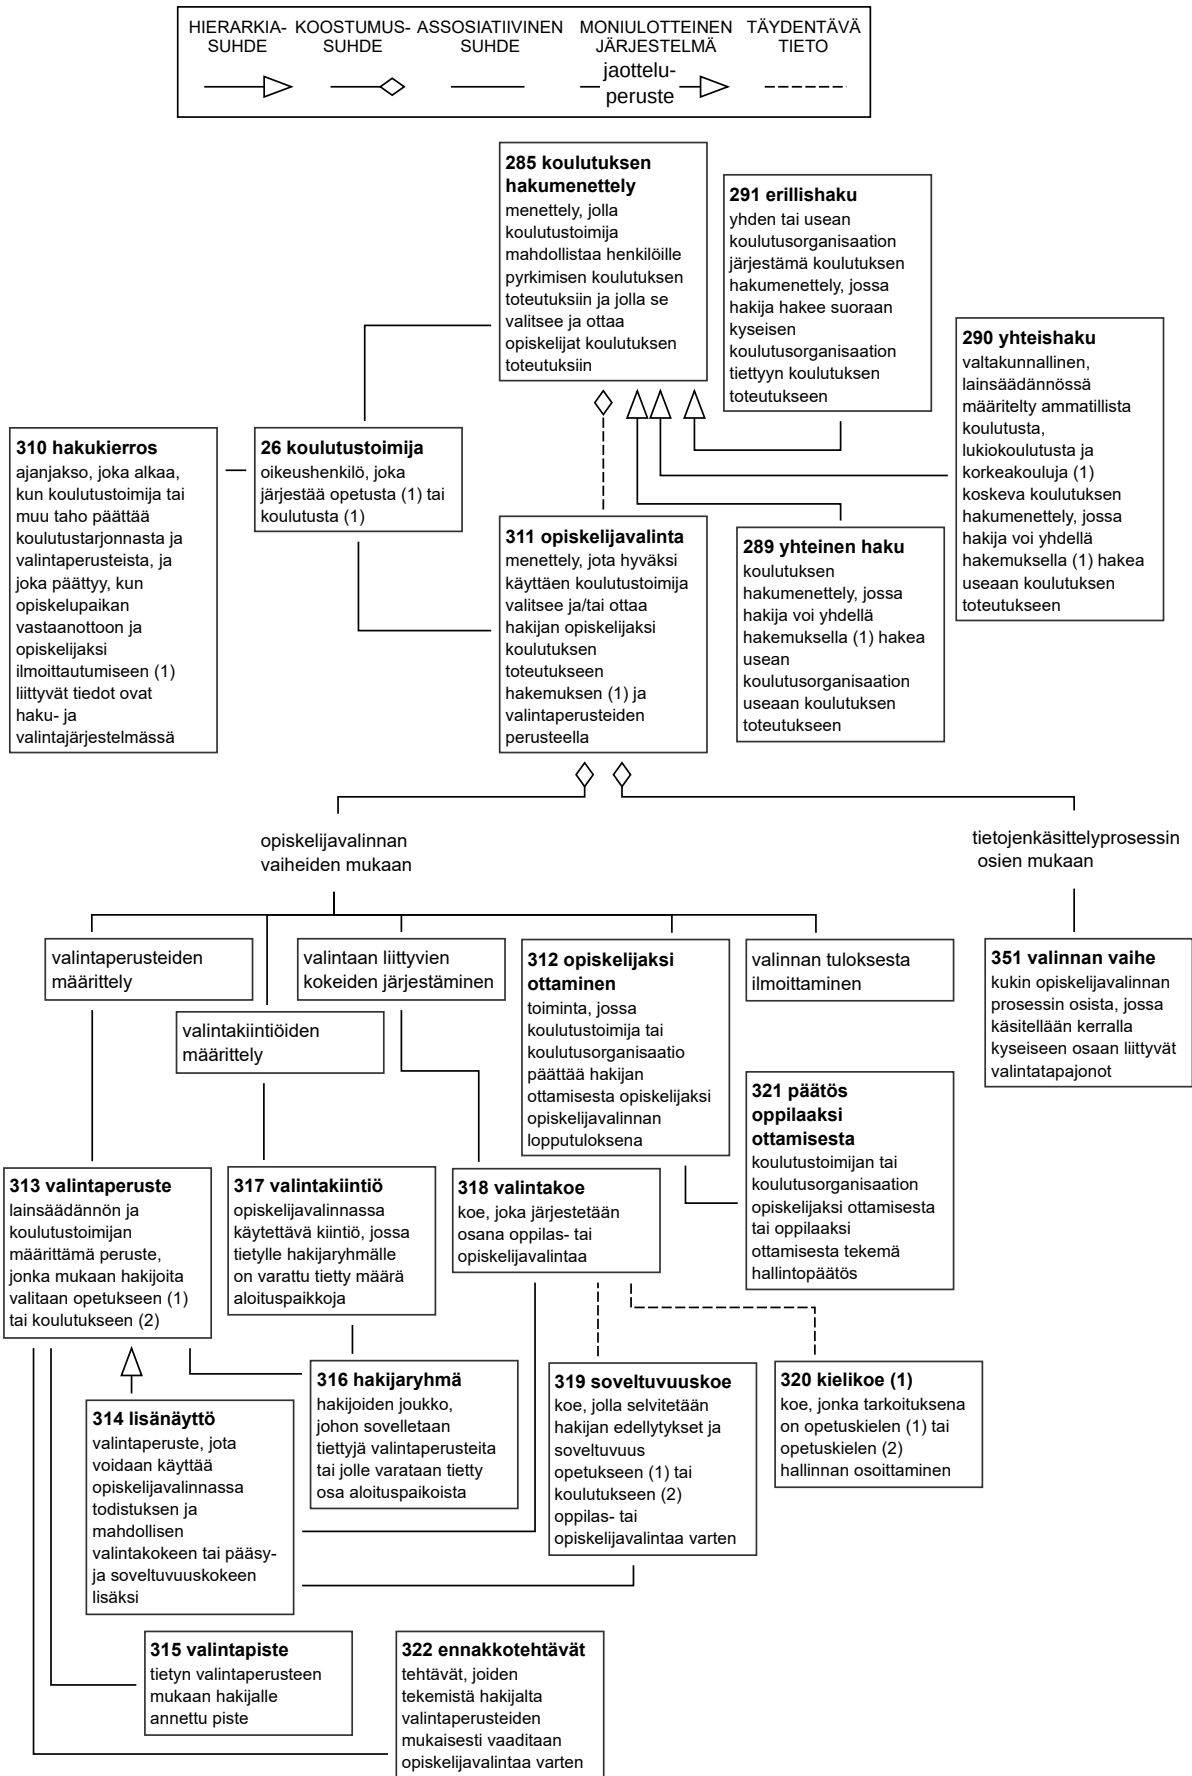 HIERARKIA-
SUHDE
KOOSTUMUS-
SUHDE
ASSOSIATIIVINEN
SUHDE
MONIULOTTEINEN
JÄRJESTELMÄ
TÄYDENTÄVÄ
TIETO
jaottelu-
peruste
285 koulutuksen
hakumenettely
menettely, jolla
koulutustoimija
mahdollistaa henkilöille
pyrkimisen koulutuksen
toteutuksiin ja jolla se
valitsee ja ottaa
opiskelijat koulutuksen
toteutuksiin
291 erillishaku
yhden tai usean
koulutusorganisaation
järjestämä koulutuksen
hakumenettely, jossa
hakija hakee suoraan
kyseisen
koulutusorganisaation
tiettyyn koulutuksen
toteutukseen
290 yhteishaku
valtakunnallinen,
lainsäädännössä
määritelty ammatillista
koulutusta,
lukiokoulutusta ja
korkeakouluja (1)
koskeva koulutuksen
hakumenettely, jossa
hakija voi yhdellä
hakemuksella (1) hakea
useaan koulutuksen
toteutukseen
310 hakukierros
ajanjakso, joka alkaa,
kun koulutustoimija tai
muu taho päättää
koulutustarjonnasta ja
valintaperusteista, ja
joka päättyy, kun
opiskelupaikan
vastaanottoon ja
opiskelijaksi
ilmoittautumiseen (1)
liittyvät tiedot ovat
haku- ja
valintajärjestelmässä
26 koulutustoimija
oikeushenkilö, joka
järjestää opetusta (1) tai
koulutusta (1)
311 opiskelijavalinta
menettely, jota hyväksi
käyttäen koulutustoimija
valitsee ja/tai ottaa
hakijan opiskelijaksi
koulutuksen
toteutukseen
hakemuksen (1) ja
valintaperusteiden
perusteella
289 yhteinen haku
koulutuksen
hakumenettely, jossa
hakija voi yhdellä
hakemuksella (1) hakea
usean
koulutusorganisaation
useaan koulutuksen
toteutukseen
opiskelijavalinnan
vaiheiden mukaan
tietojenkäsittelyprosessin
osien mukaan
valintaperusteiden
määrittely
valintakiintiöiden
määrittely
valintaan liittyvien
kokeiden järjestäminen
312 opiskelijaksi
ottaminen
toiminta, jossa
koulutustoimija tai
koulutusorganisaatio
päättää hakijan
ottamisesta opiskelijaksi
opiskelijavalinnan
lopputuloksena
valinnan tuloksesta
ilmoittaminen
351 valinnan vaihe
kukin opiskelijavalinnan
prosessin osista, jossa
käsitellään kerralla
kyseiseen osaan liittyvät
valintatapajonot
321 päätös
oppilaaksi
ottamisesta
koulutustoimijan tai
koulutusorganisaation
opiskelijaksi ottamisesta
tai oppilaaksi
ottamisesta tekemä
hallintopäätös
313 valintaperuste
lainsäädännön ja
koulutustoimijan
määrittämä peruste,
jonka mukaan hakijoita
valitaan opetukseen (1)
tai koulutukseen (2)
317 valintakiintiö
opiskelijavalinnassa
käytettävä kiintiö, jossa
tietylle hakijaryhmälle
on varattu tietty määrä
aloituspaikkoja
318 valintakoe
koe, joka järjestetään
osana oppilas- tai
opiskelijavalintaa
316 hakijaryhmä
hakijoiden joukko,
johon sovelletaan
tiettyjä valintaperusteita
tai jolle varataan tietty
osa aloituspaikoista
319 soveltuvuuskoe
koe, jolla selvitetään
hakijan edellytykset ja
soveltuvuus
opetukseen (1) tai
koulutukseen (2)
oppilas- tai
opiskelijavalintaa varten
320 kielikoe (1)
koe, jonka tarkoituksena
on opetuskielen (1) tai
opetuskielen (2)
hallinnan osoittaminen
314 lisänäyttö
valintaperuste, jota
voidaan käyttää
opiskelijavalinnassa
todistuksen ja
mahdollisen
valintakokeen tai pääsy-
ja soveltuvuuskokeen
lisäksi
315 valintapiste
tietyn valintaperusteen
mukaan hakijalle
annettu piste
322 ennakkotehtävät
tehtävät, joiden
tekemistä hakijalta
valintaperusteiden
mukaisesti vaaditaan
opiskelijavalintaa varten